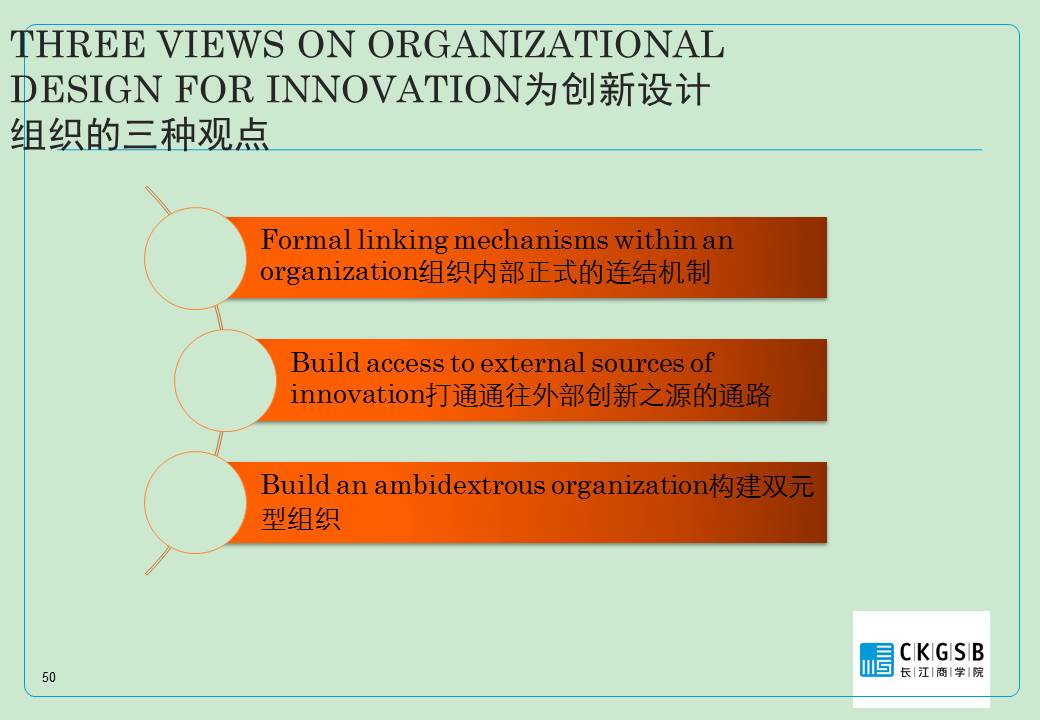 THREE VIEWS ON ORGANIZATIONAL
DESIGN FOR INNOVATION为创新设计
组织的三种观点
Formal linking mechanisms within an
organization组织内部正式的连结机制
Build access to external sources of
innovation打通通往外部创新之源的通路
Build an ambidextrous organization构建双元
型组织
CKGSB
长江商学院
50